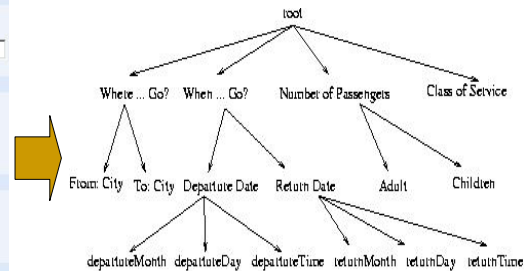 root
Where ... Go? When ... Go? Number of Passengers Class of Service
From: City To: City Departure Date Return Date Adult Children
departureMonth departureDay departureTime returnMonth returnDay returnTime